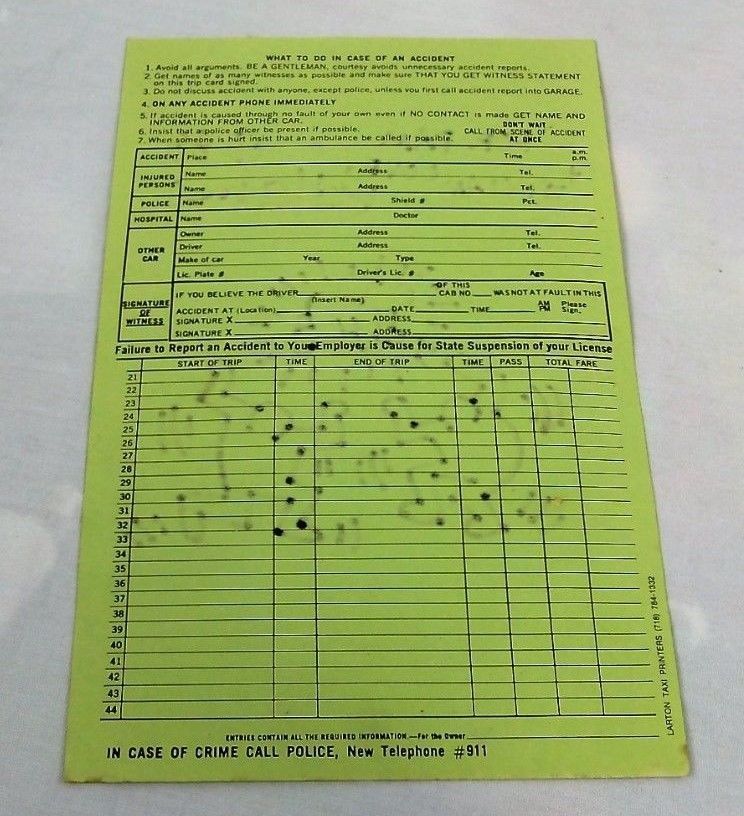 WHAT TO DO IN CASE OF AN ACCIDENT
1. Avoid all arguments. BE A GENTLEMAN, courtesy avoids unnecessary accident reports.
2. Get names of as many witnesses as possible and make sure THAT YOU GET WITNESS STATEMENT
on this trip card signed.
3. Do not discuss accident with anyone, except police, unless you first call accident report into GARAGE.
4. ON ANY ACCIDENT PHONE IMMEDIATELY
5. If accident is caused through no fault of your own even if NO CONTACT is made GET NAME AND
INFORMATION FROM OTHER CAR.
6. Insist that a police officer be present if possible.
7. When someone is hurt insist that an ambulance be called if possible.
DON'T WAIT
CALL FROM SCENE OF ACCIDENT
AT ONCE
ACCIDENT Place Time a.m. p.m.
INJURED PERSONS Name Address Tel.
Name Address Tel.
POLICE Name Shield # Pct.
HOSPITAL Name Doctor
OTHER CAR Owner Address Tel.
Driver Address Tel.
Make of car Year Type
Lic. Plate # Driver's Lic. # Age
SIGNATURE OF WITNESS
IF YOU BELIEVE THE DRIVER (Insert Name) OF THIS CAB NO WAS NOT AT FAULT IN THIS
ACCIDENT AT (Location) DATE TIME AM PM Please Sign.
SIGNATURE X ADDRESS
SIGNATURE X ADDRESS
Failure to Report an Accident to Your Employer is Cause for State Suspension of your License
START OF TRIP TIME END OF TRIP TIME PASS TOTAL FARE
21
22
23
24
25
26
27
28
29
30
31
32
33
34
35
36
37
38
39
40
41
42
43
44
LARTON TAXI PRINTERS (718) 784-1332
ENTRIES CONTAIN ALL THE REQUIRED INFORMATION.—For the Owner
IN CASE OF CRIME CALL POLICE, New Telephone #911